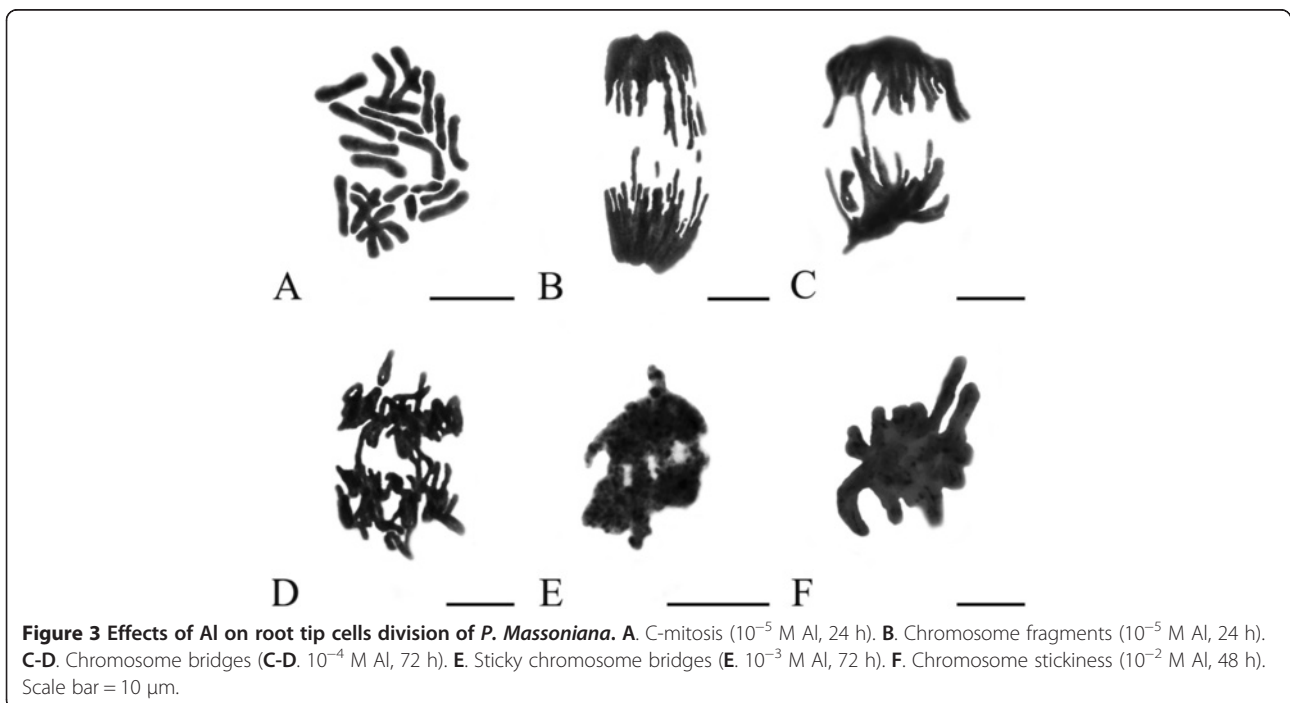 A
B
C
D
E
F
Figure 3 Effects of Al on root tip cells division of P. Massoniana. A. C-mitosis (10⁻⁵ M Al, 24 h). B. Chromosome fragments (10⁻⁵ M Al, 24 h).
C-D. Chromosome bridges (C-D. 10⁻⁴ M Al, 72 h). E. Sticky chromosome bridges (E. 10⁻³ M Al, 72 h). F. Chromosome stickiness (10⁻² M Al, 48 h).
Scale bar = 10 μm.